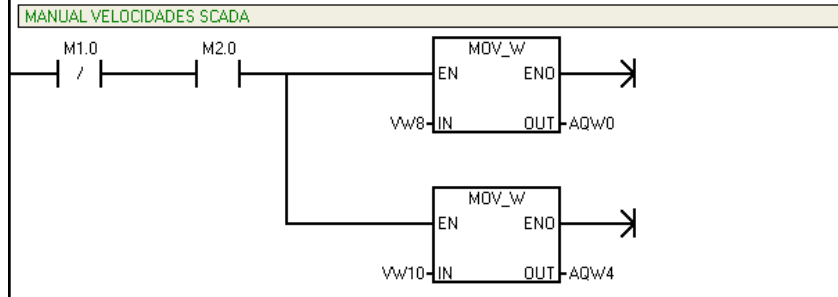 MANUAL VELOCIDADES SCADA
M1.0 M2.0 MOV_W
/ EN ENO
VW8 IN OUT AQW0
MOV_W
EN ENO
VW10 IN OUT AQW4